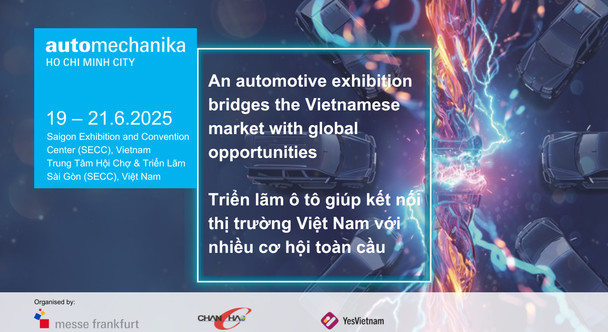 automechanika
HO CHI MINH CITY
19 – 21.6.2025
Saigon Exhibition and Convention
Center (SECC), Vietnam
Trung Tâm Hội Chợ & Triển Lãm
Sài Gòn (SECC), Việt Nam
An automotive exhibition
bridges the Vietnamese
market with global
opportunities
Triển lãm ô tô giúp kết nối
thị trường Việt Nam với
nhiều cơ hội toàn cầu
Organised by:
messe frankfurt
YesVietnam